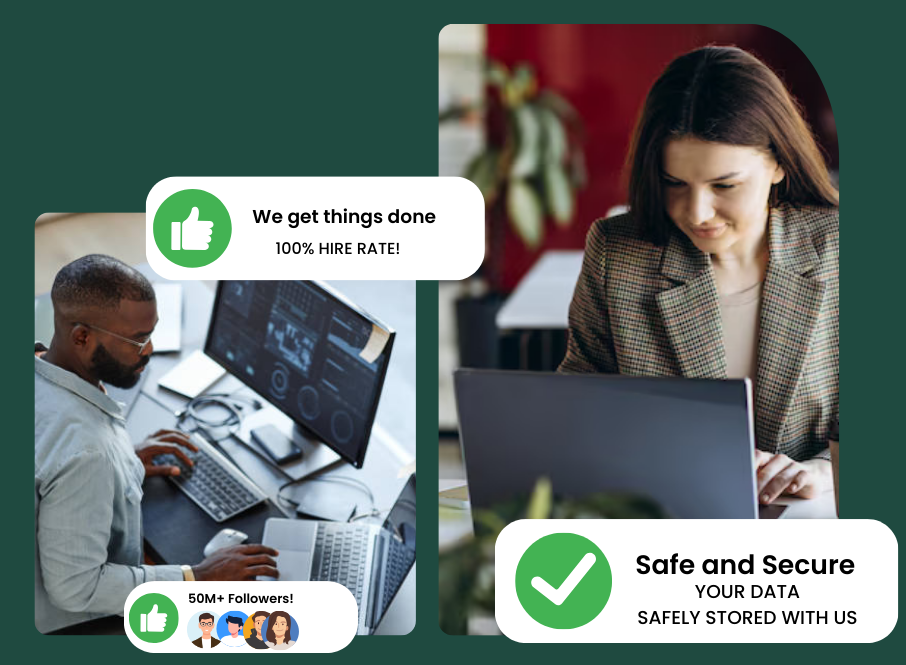 We get things done
100% HIRE RATE!
50M+ Followers!
Safe and Secure
YOUR DATA
SAFELY STORED WITH US